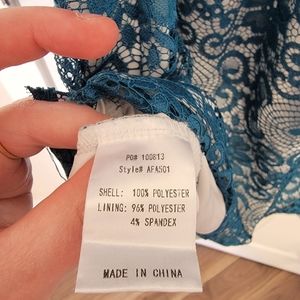 PO# 100813
Style# AFA501
SHELL: 100% POLYESTER
LINING: 96% POLYESTER
4% SPANDEX
MADE IN CHINA